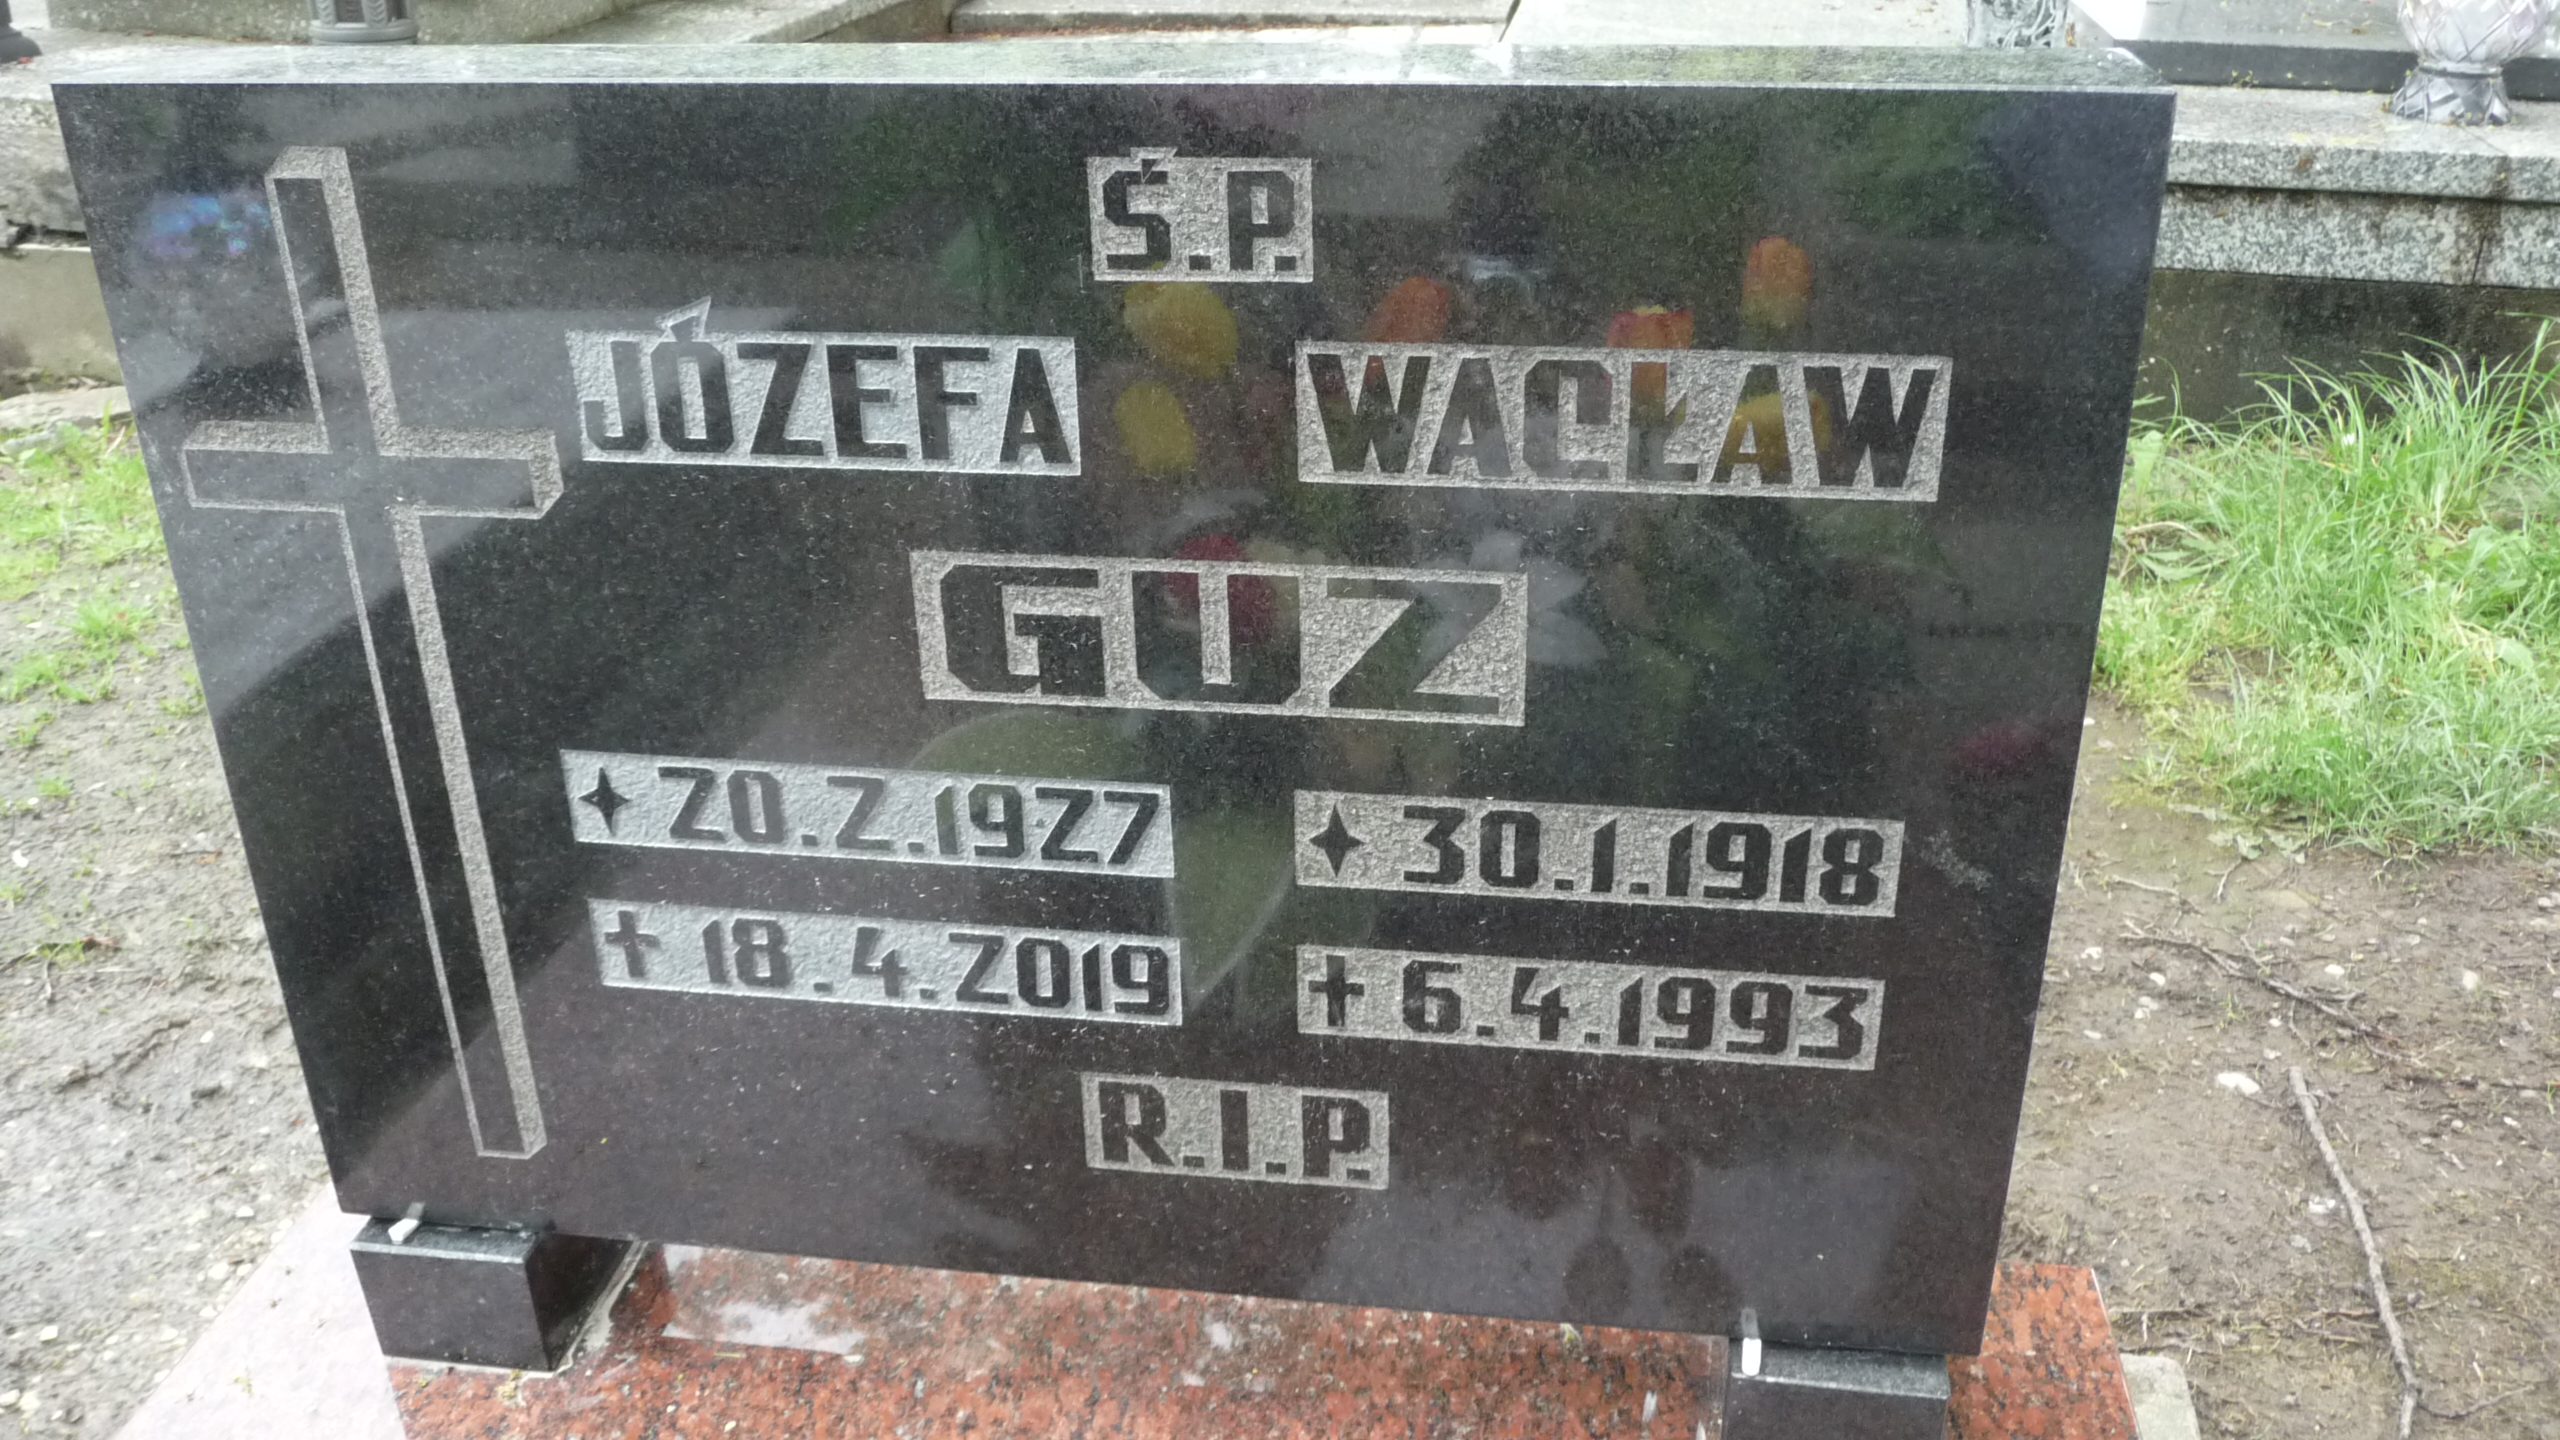 Ś.P.
JÓZEFA WACŁAW
GUZ
✦ 20.2.1927 ✦ 30.1.1918
✝ 18.4.2019 ✝ 6.4.1993
R.I.P.